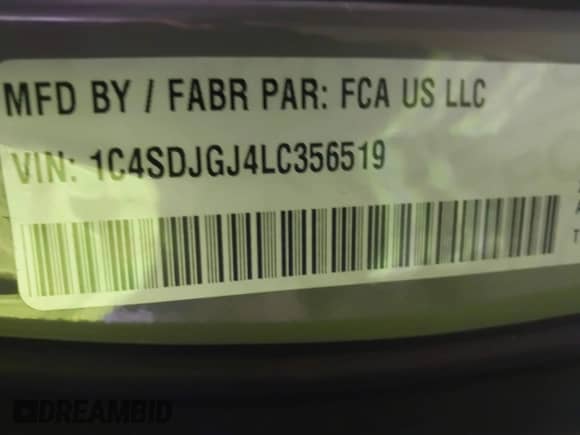 MFD BY / FABR PAR: FCA US LLC
VIN: 1C4SDJGJ4LC356519
DREAMBID